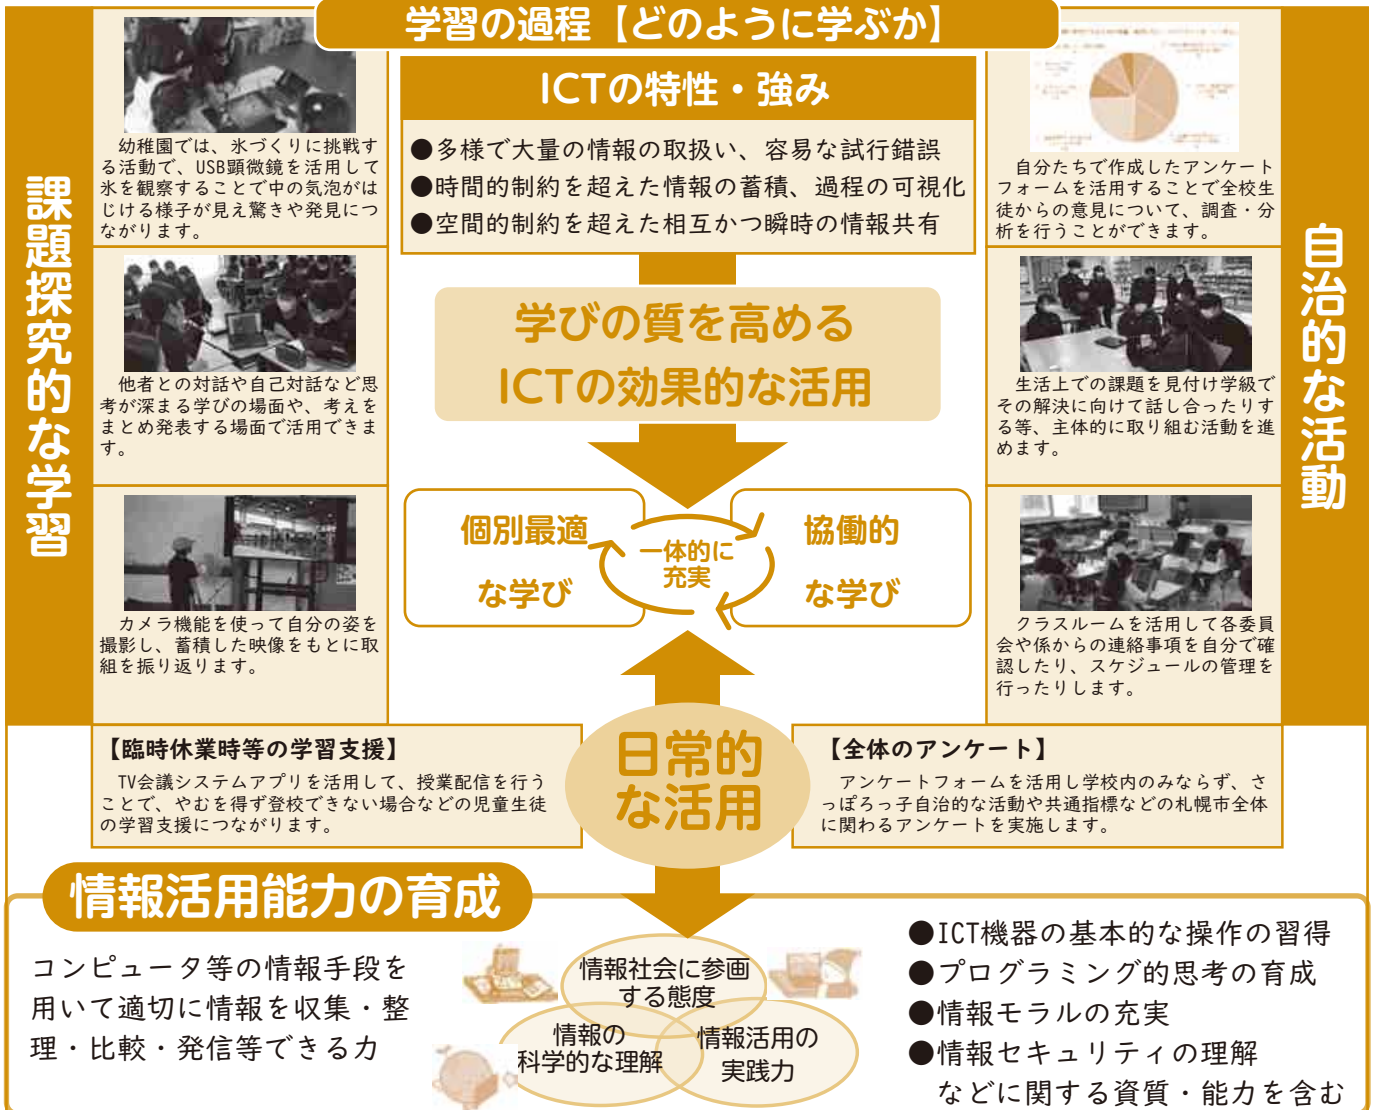 学習の過程【どのように学ぶか】
課題探究的な学習
幼稚園では、氷づくりに挑戦す
る活動で、USB顕微鏡を活用して
氷を観察することで中の気泡がは
じける様子が見え驚きや発見につ
ながります。
他者との対話や自己対話など思
考が深まる学びの場面や、考えを
まとめ発表する場面で活用できま
す。
カメラ機能を使って自分の姿を
撮影し、蓄積した映像をもとに取
組を振り返ります。
ICTの特性・強み
●多様で大量の情報の取扱い、容易な試行錯誤
●時間的制約を超えた情報の蓄積、過程の可視化
●空間的制約を超えた相互かつ瞬時の情報共有
学びの質を高める
ICTの効果的な活用
個別最適
な学び
一体的に
充実
協働的
な学び
自治的な活動
自分たちで作成したアンケート
フォームを活用することで全校生
徒からの意見について、調査・分
析を行うことができます。
生活上での課題を見付け学級で
その解決に向けて話し合ったりす
る等、主体的に取り組む活動を進
めます。
クラスルームを活用して各委員
会や係からの連絡事項を自分で確
認したり、スケジュールの管理を
行ったりします。
【臨時休業時等の学習支援】
TV会議システムアプリを活用して、授業配信を行う
ことで、やむを得ず登校できない場合などの児童生徒
の学習支援につながります。
日常的
な活用
【全体のアンケート】
アンケートフォームを活用し学校内のみならず、さ
っぽろっ子自治的な活動や共通指標などの札幌市全体
に関わるアンケートを実施します。
情報活用能力の育成
コンピュータ等の情報手段を
用いて適切に情報を収集・整
理・比較・発信等できる力
情報社会に参画
する態度
情報の
科学的な理解
情報活用の
実践力
●ICT機器の基本的な操作の習得
●プログラミング的思考の育成
●情報モラルの充実
●情報セキュリティの理解
などに関する資質・能力を含む